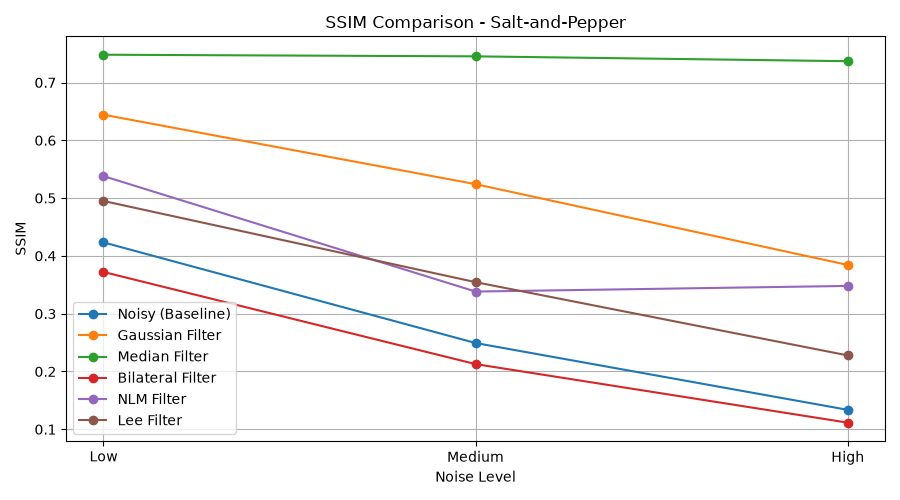 SSIM Comparison - Salt-and-Pepper
SSIM
0.7
0.6
0.5
0.4
0.3
0.2
0.1
Noisy (Baseline)
Gaussian Filter
Median Filter
Bilateral Filter
NLM Filter
Lee Filter
Low
Medium
High
Noise Level